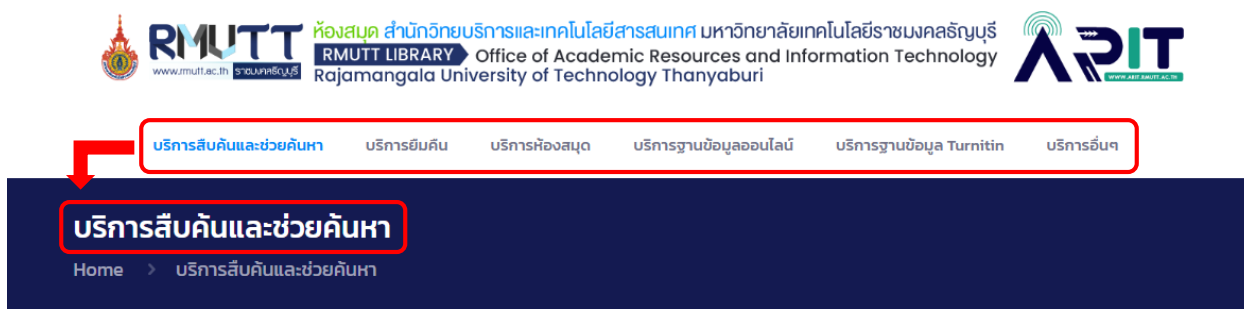 RMUTT
www.rmutt.ac.th ราชมงคลธัญบุรี
ห้องสมุด สำนักวิทยบริการและเทคโนโลยีสารสนเทศ มหาวิทยาลัยเทคโนโลยีราชมงคลธัญบุรี
RMUTT LIBRARY Office of Academic Resources and Information Technology
Rajamangala University of Technology Thanyaburi
ARIT
WWW.ARIT.RMUTT.AC.TH
บริการสืบค้นและช่วยค้นหา บริการยืมคืน บริการห้องสมุด บริการฐานข้อมูลออนไลน์ บริการฐานข้อมูล Turnitin บริการอื่นๆ
บริการสืบค้นและช่วยค้นหา
Home > บริการสืบค้นและช่วยค้นหา